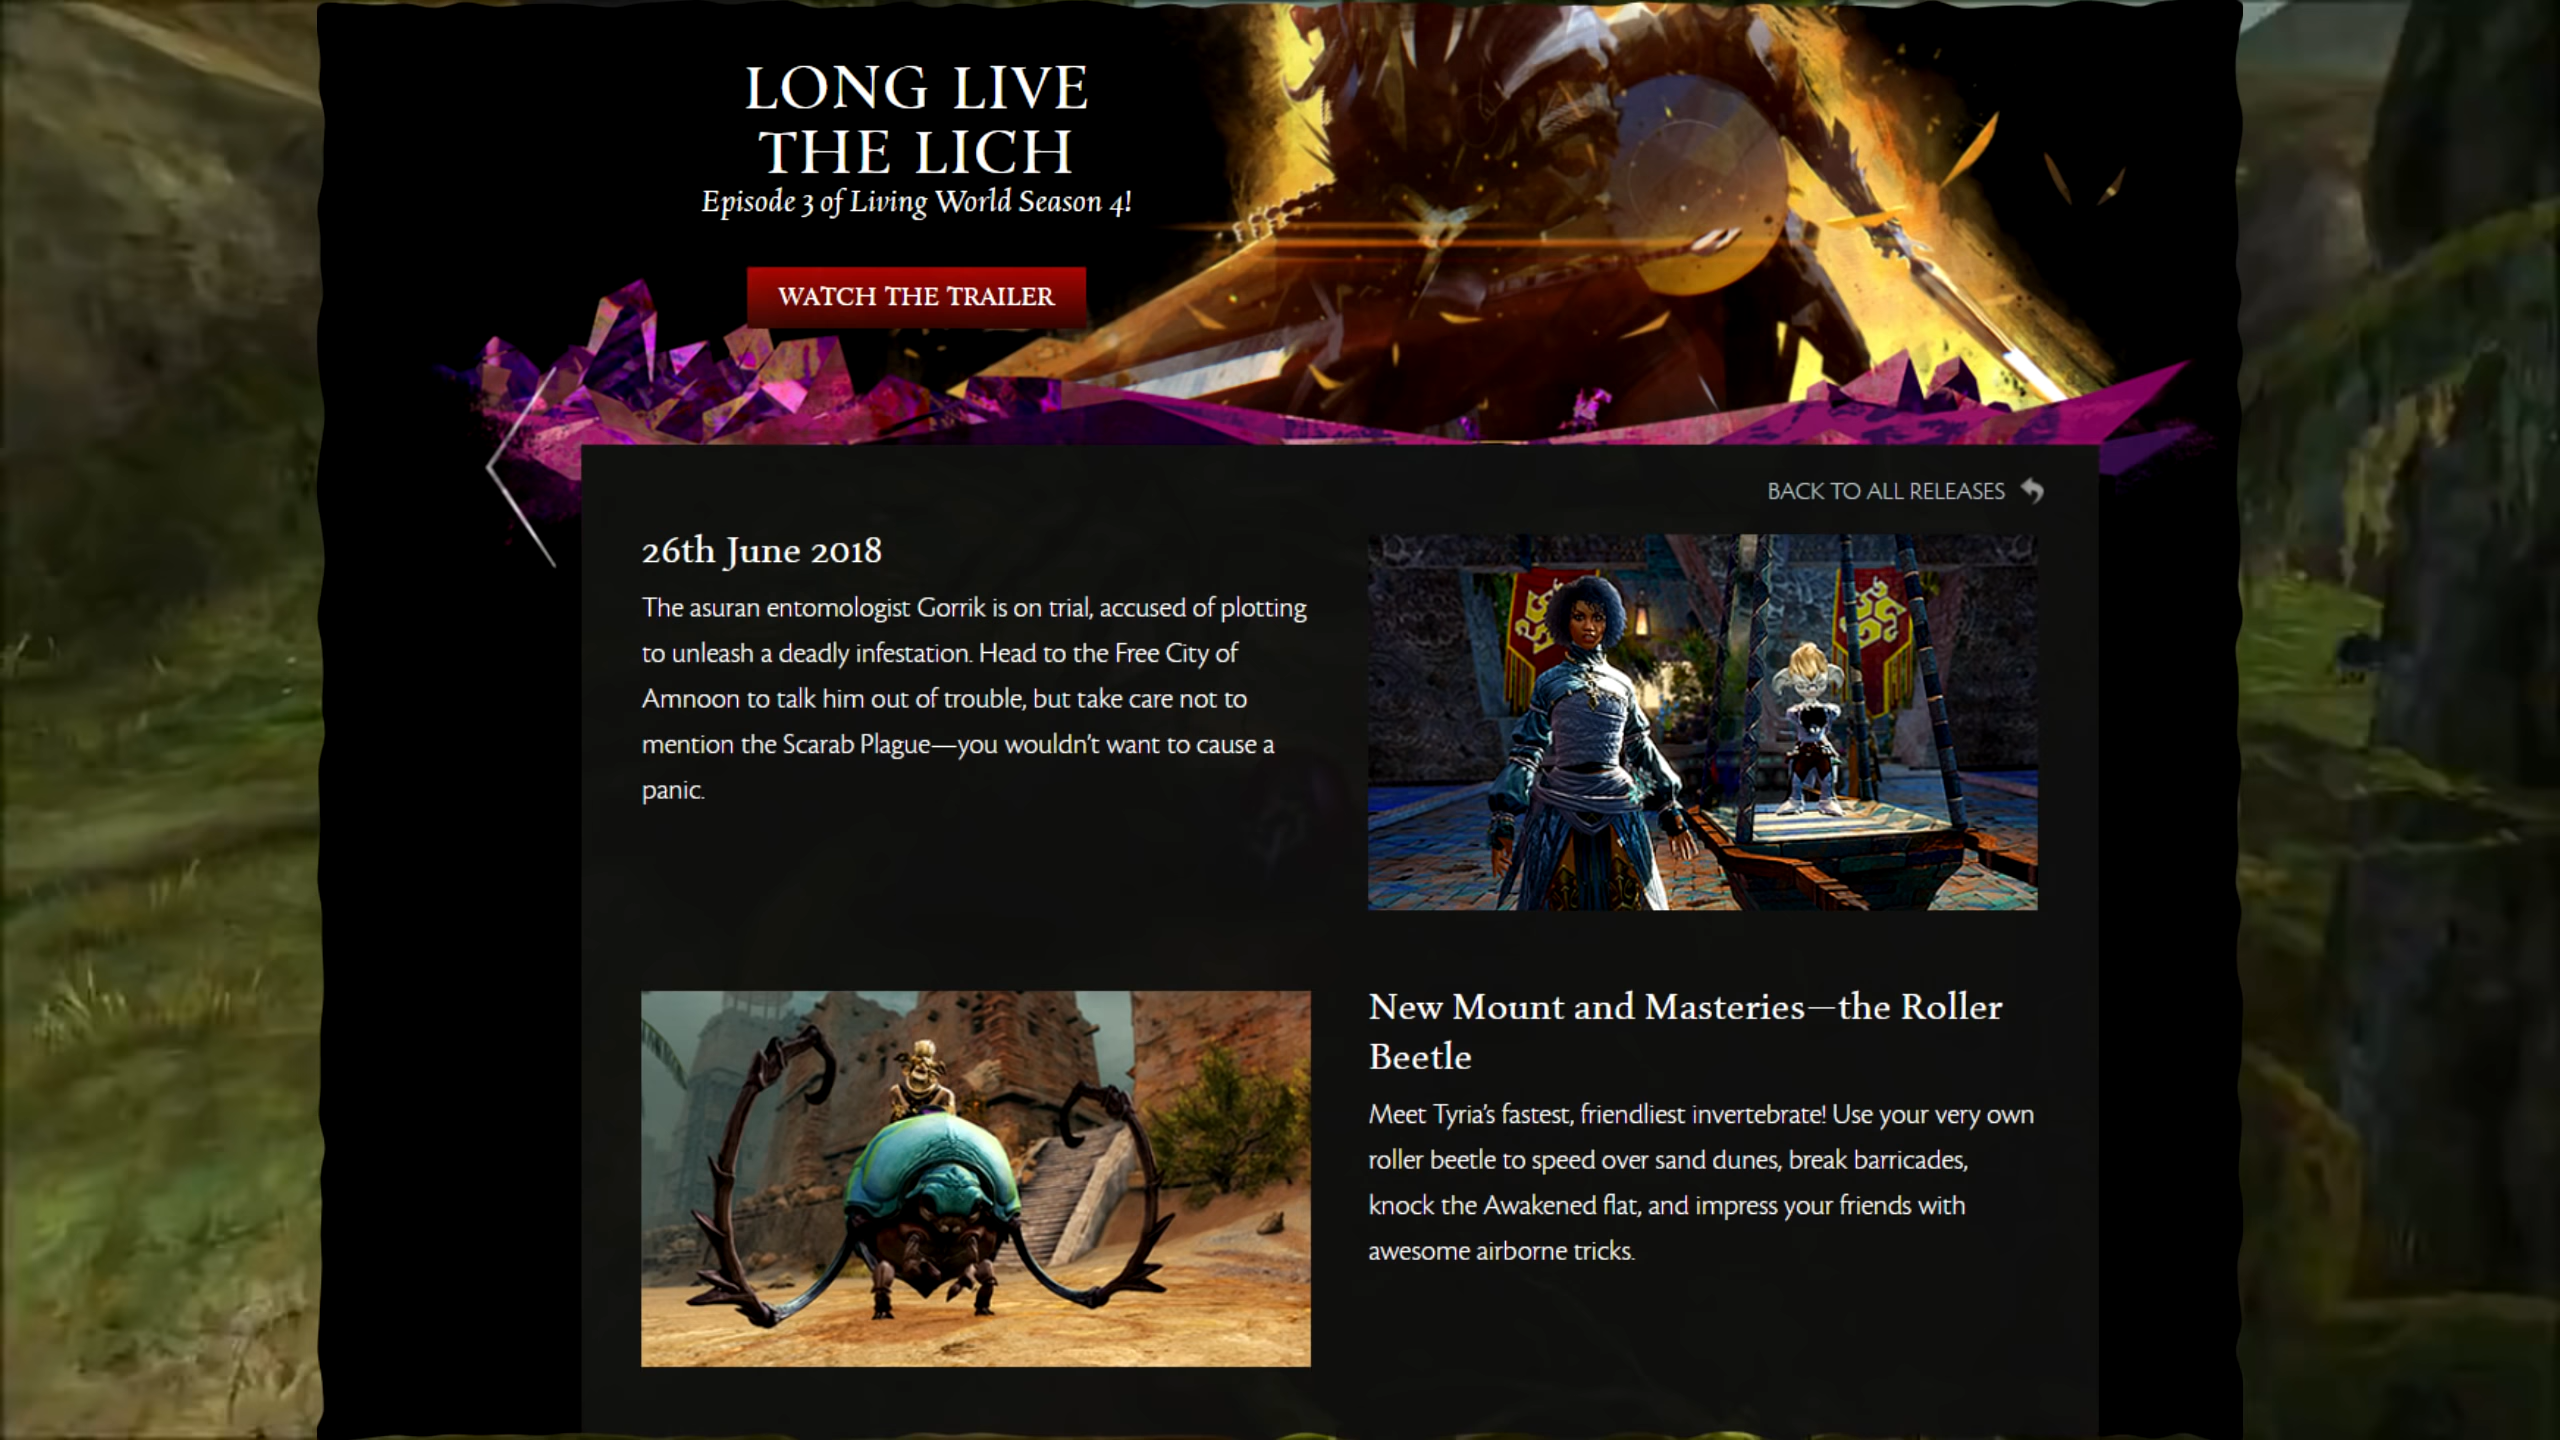 LONG LIVE
THE LICH
Episode 3 of Living World Season 4!
WATCH THE TRAILER
BACK TO ALL RELEASES
26th June 2018
The asuran entomologist Gorrik is on trial, accused of plotting
to unleash a deadly infestation. Head to the Free City of
Amnoon to talk him out of trouble, but take care not to
mention the Scarab Plague—you wouldn't want to cause a
panic.
New Mount and Masteries—the Roller
Beetle
Meet Tyria's fastest, friendliest invertebrate! Use your very own
roller beetle to speed over sand dunes, break barricades,
knock the Awakened flat, and impress your friends with
awesome airborne tricks.